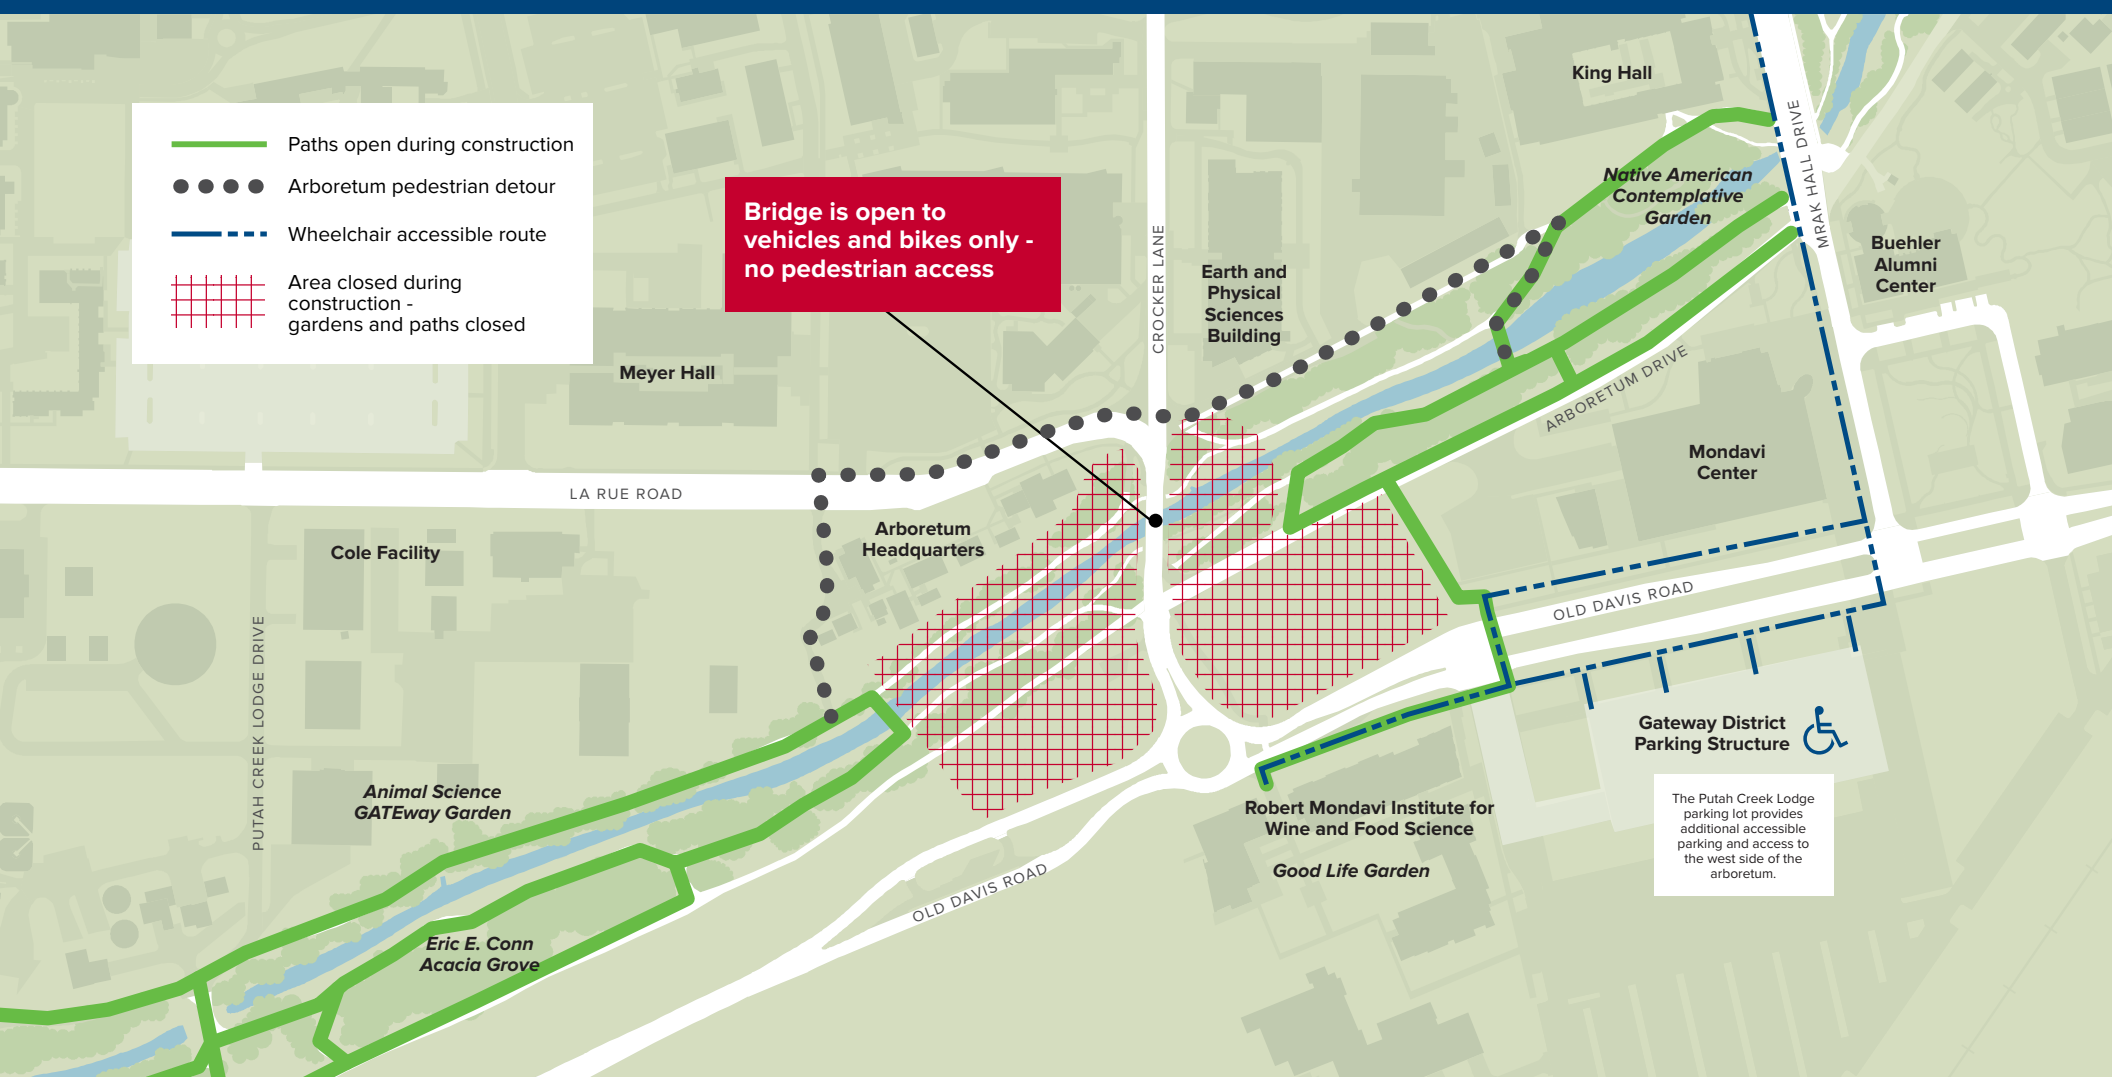 Paths open during construction
Arboretum pedestrian detour
Wheelchair accessible route
Area closed during
construction -
gardens and paths closed
Bridge is open to
vehicles and bikes only -
no pedestrian access
King Hall
Native American
Contemplative
Garden
MRAK HALL DRIVE
Buehler
Alumni
Center
CROCKER LANE
Earth and
Physical
Sciences
Building
Meyer Hall
ARBORETUM DRIVE
Mondavi
Center
LA RUE ROAD
Cole Facility
Arboretum
Headquarters
OLD DAVIS ROAD
PUTAH CREEK LODGE DRIVE
Gateway District
Parking Structure
The Putah Creek Lodge
parking lot provides
additional accessible
parking and access to
the west side of the
arboretum.
Animal Science
GATEway Garden
Robert Mondavi Institute for
Wine and Food Science
Good Life Garden
OLD DAVIS ROAD
Eric E. Conn
Acacia Grove